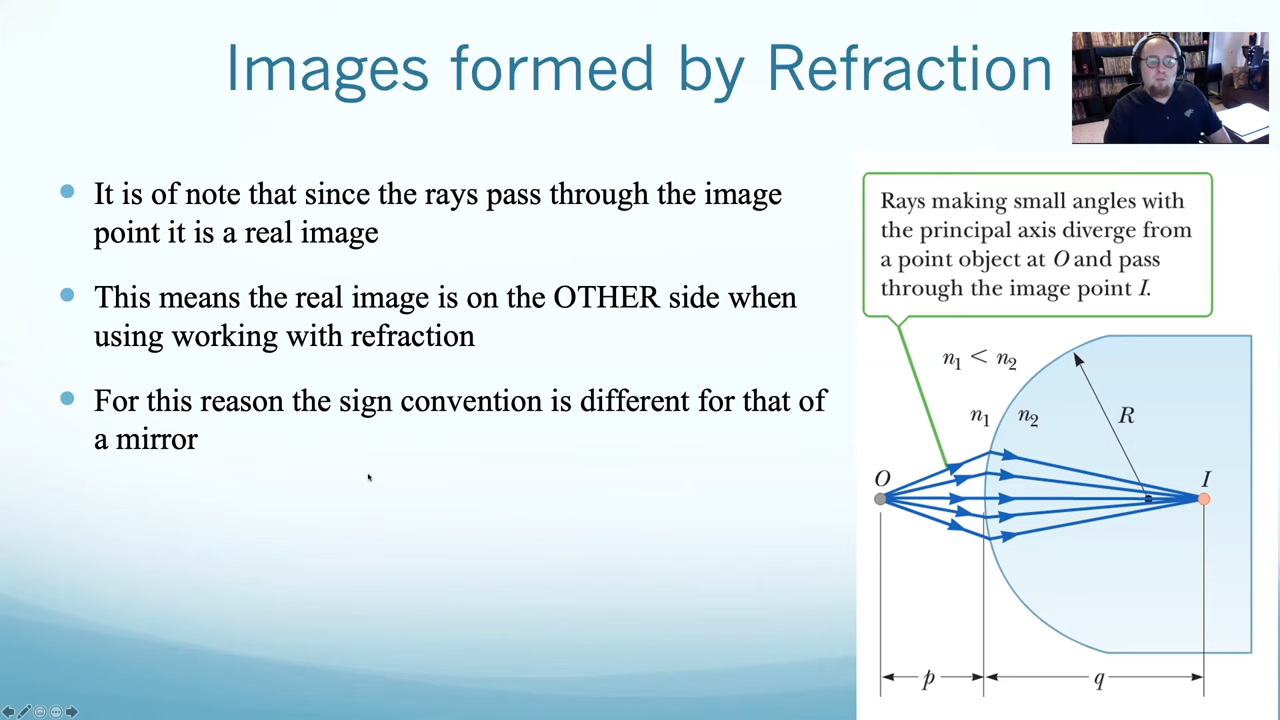 Images formed by Refraction
It is of note that since the rays pass through the image
point it is a real image
This means the real image is on the OTHER side when
using working with refraction
For this reason the sign convention is different for that of
a mirror
Rays making small angles with
the principal axis diverge from
a point object at O and pass
through the image point I.
n₁ < n₂
n₁ n₂
R
O
I
p
q